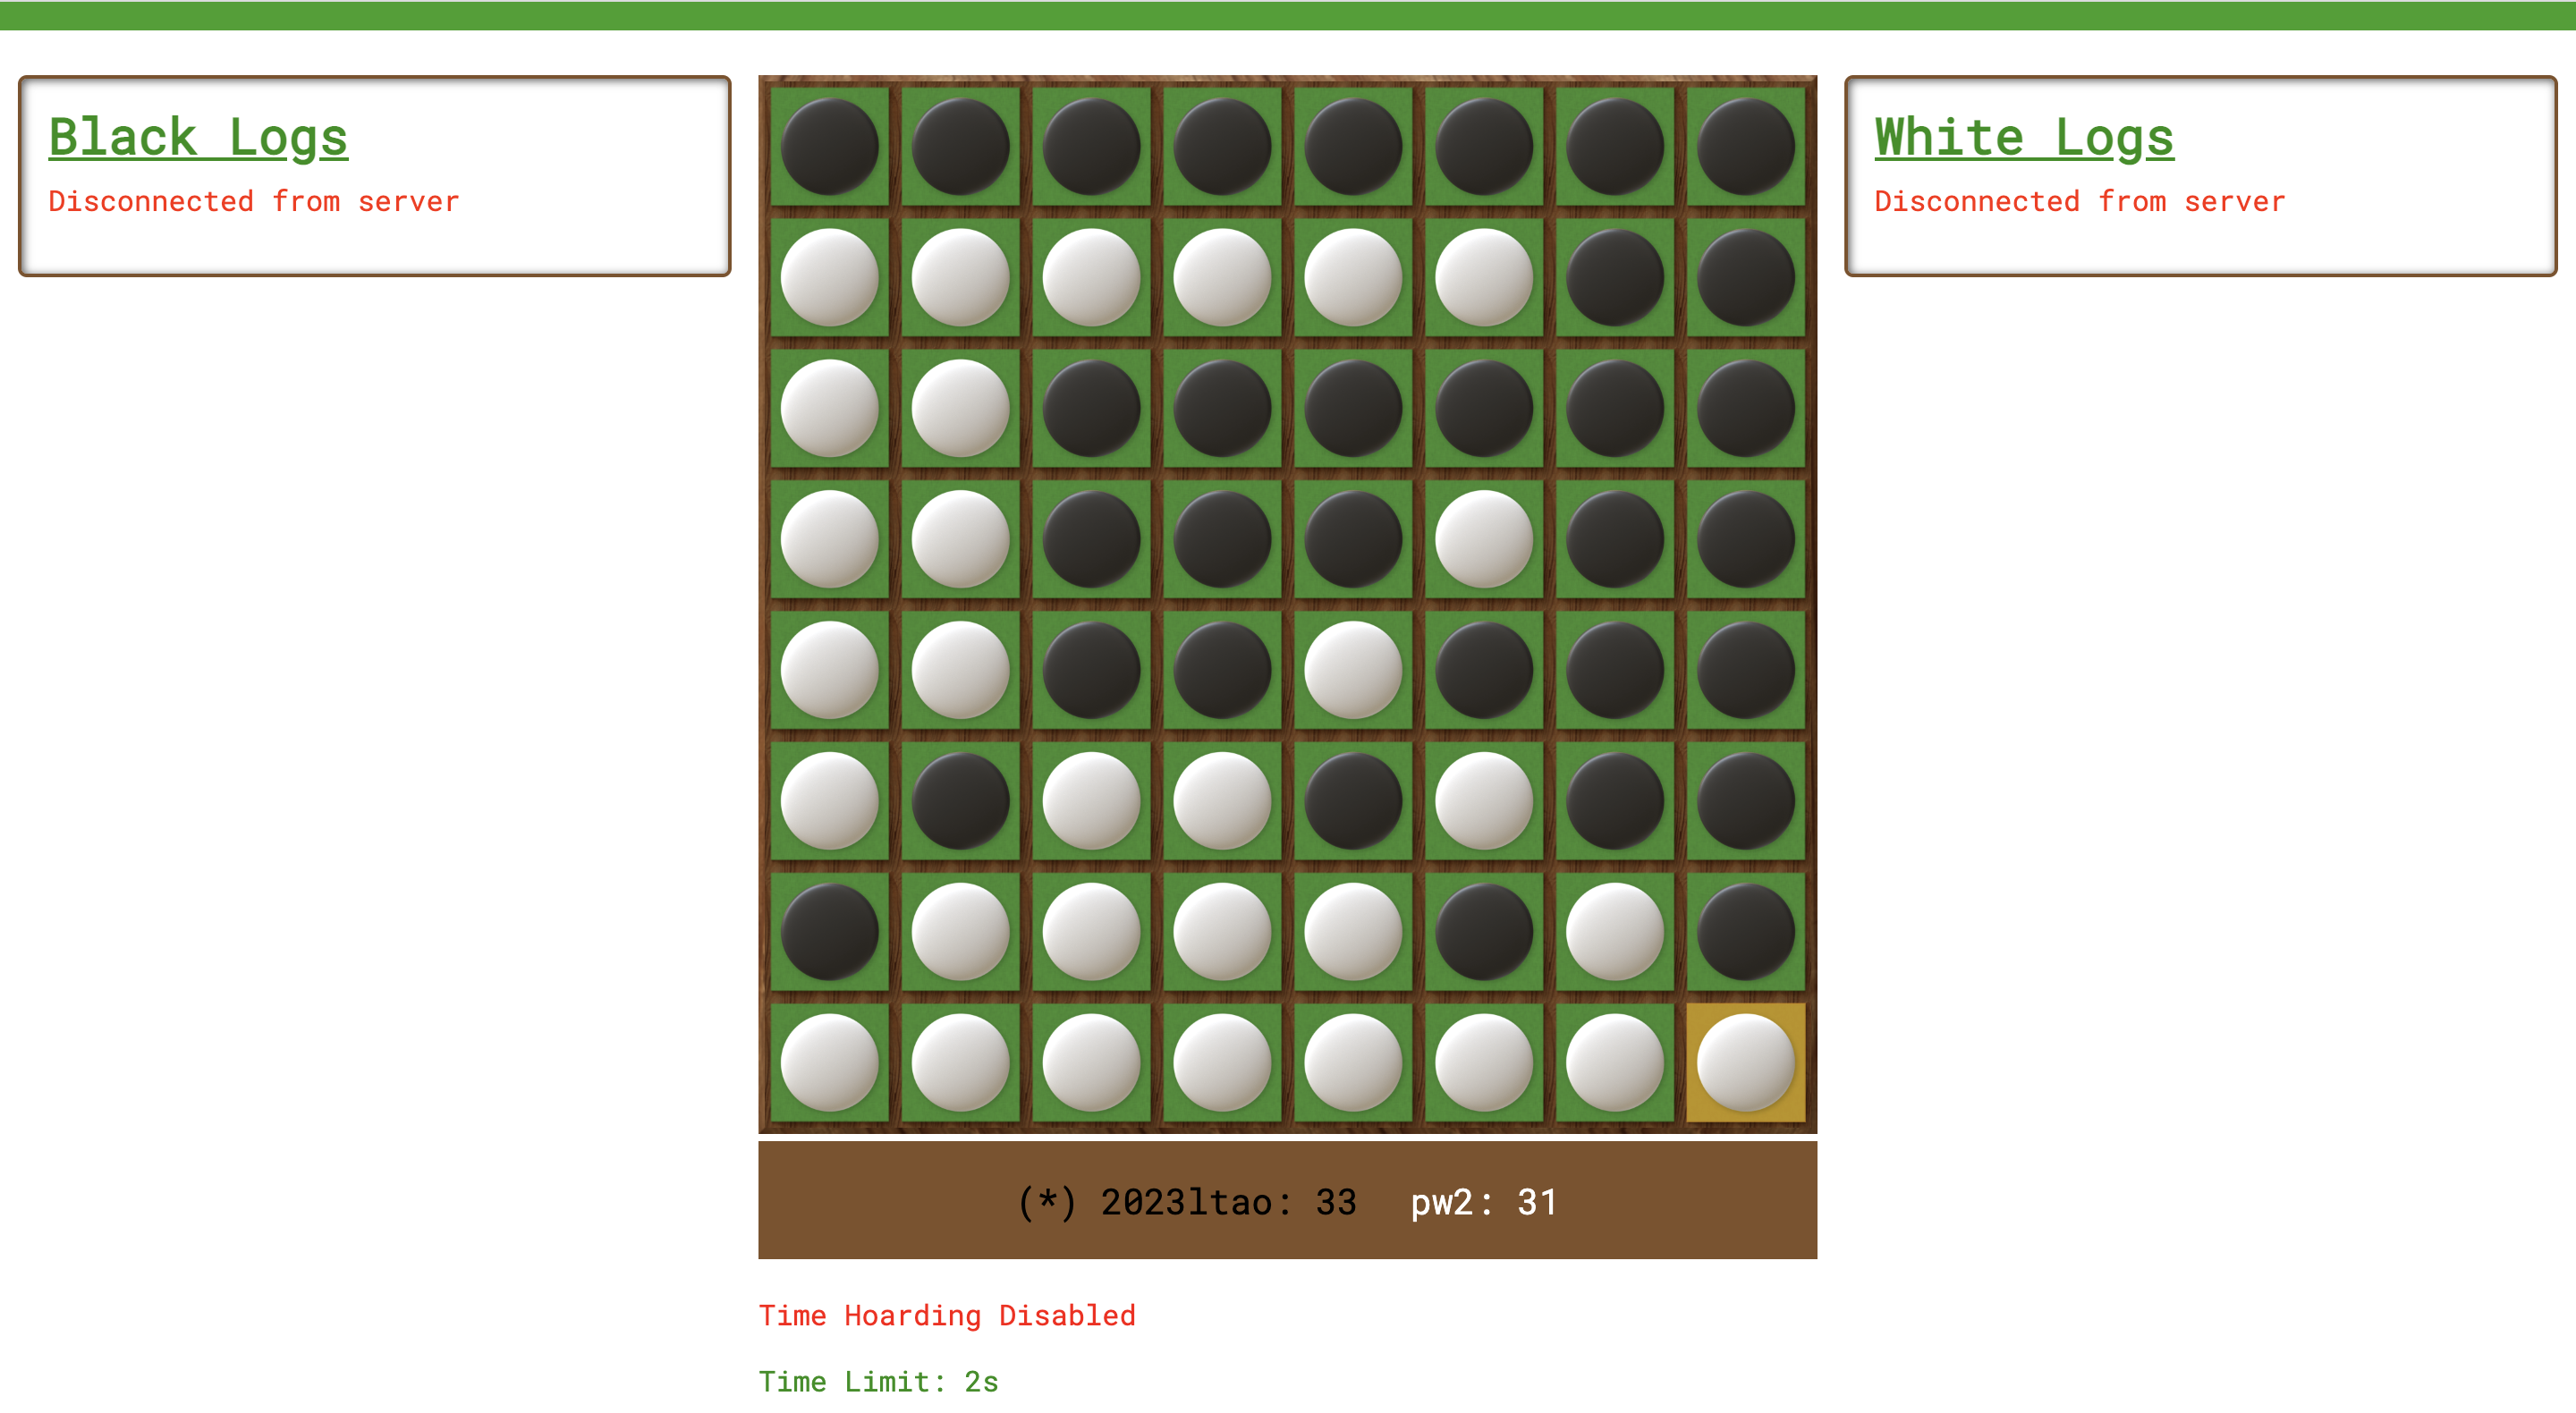 Black Logs
Disconnected from server
White Logs
Disconnected from server
(*) 2023ltao: 33 pw2: 31
Time Hoarding Disabled
Time Limit: 2s